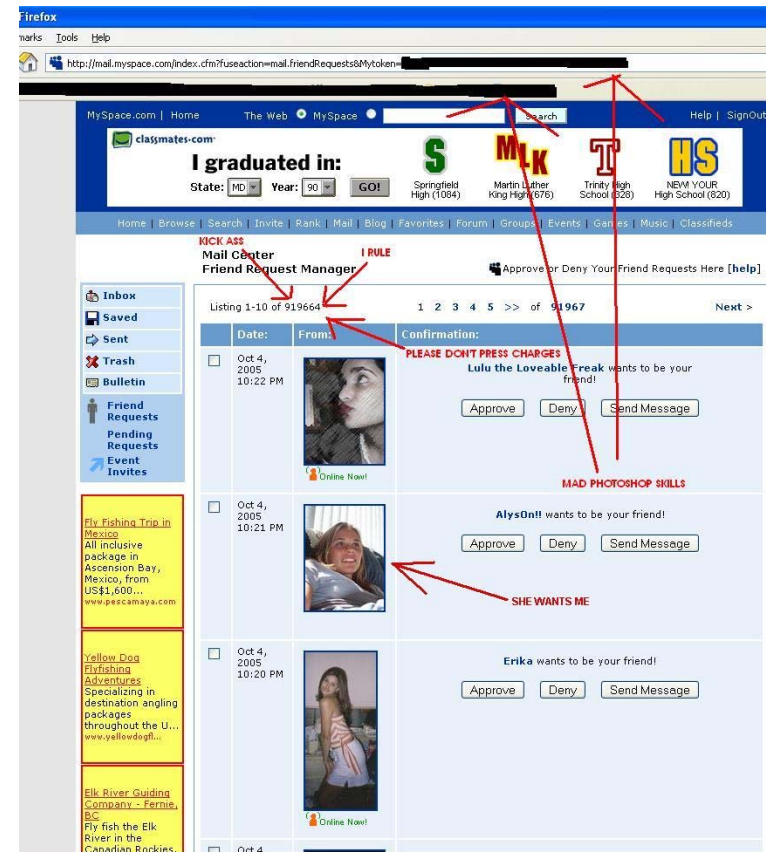 Firefox
marks Tools Help
http://mail.myspace.com/index.cfm?fuseaction=mail.friendRequests&Mytoken=
MySpace.com | Home The Web MySpace Search Help | SignOut
classmates.com
I graduated in:
State: MD Year: 90 GO!
S
Springfield High (1084)
MLK
Martin Luther King High (676)
T
Trinity High School (328)
HS
NEW! YOUR High School (820)
Home | Browse | Search | Invite | Rank | Mail | Blog | Favorites | Forum | Groups | Events | Games | Music | Classifieds
KICK ASS
I RULE
Mail Center
Friend Request Manager
Approve or Deny Your Friend Requests Here [help]
Inbox
Saved
Sent
Trash
Bulletin
Friend Requests
Pending Requests
Event Invites
Listing 1-10 of 919664 1 2 3 4 5 >> of 91967 Next >
Date: From: Confirmation:
PLEASE DON'T PRESS CHARGES
Oct 4,
2005
10:22 PM
Online Now!
Lulu the Loveable Freak wants to be your
friend!
Approve Deny Send Message
MAD PHOTOSHOP SKILLS
Oct 4,
2005
10:21 PM
AlysOn!! wants to be your friend!
Approve Deny Send Message
SHE WANTS ME
Oct 4,
2005
10:20 PM
Online Now!
Erika wants to be your friend!
Approve Deny Send Message
Oct 4
Fly Fishing Trip in
Mexico
All inclusive
package in
Ascension Bay,
Mexico, from
US$1,600...
www.pescamaya.com
Yellow Dog
Flyfishing
Adventures
Specializing in
destination angling
packages
throughout the U...
www.yellowdogfl...
Elk River Guiding
Company - Fernie,
BC
Fly fish the Elk
River in the
Canadian Rockies.